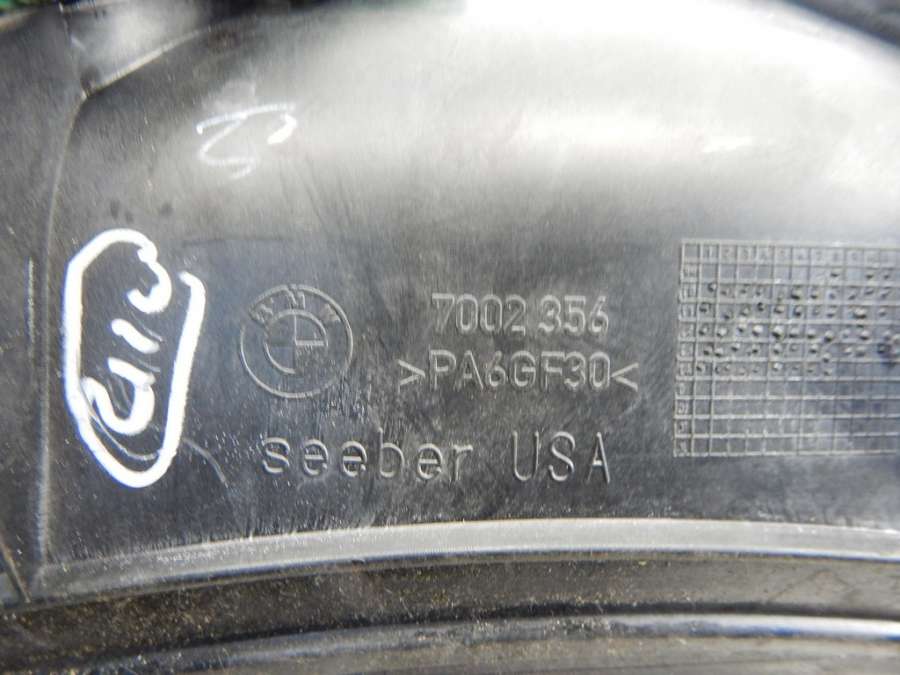 BMW
7002 356
>PA6GF30<
seeber USA